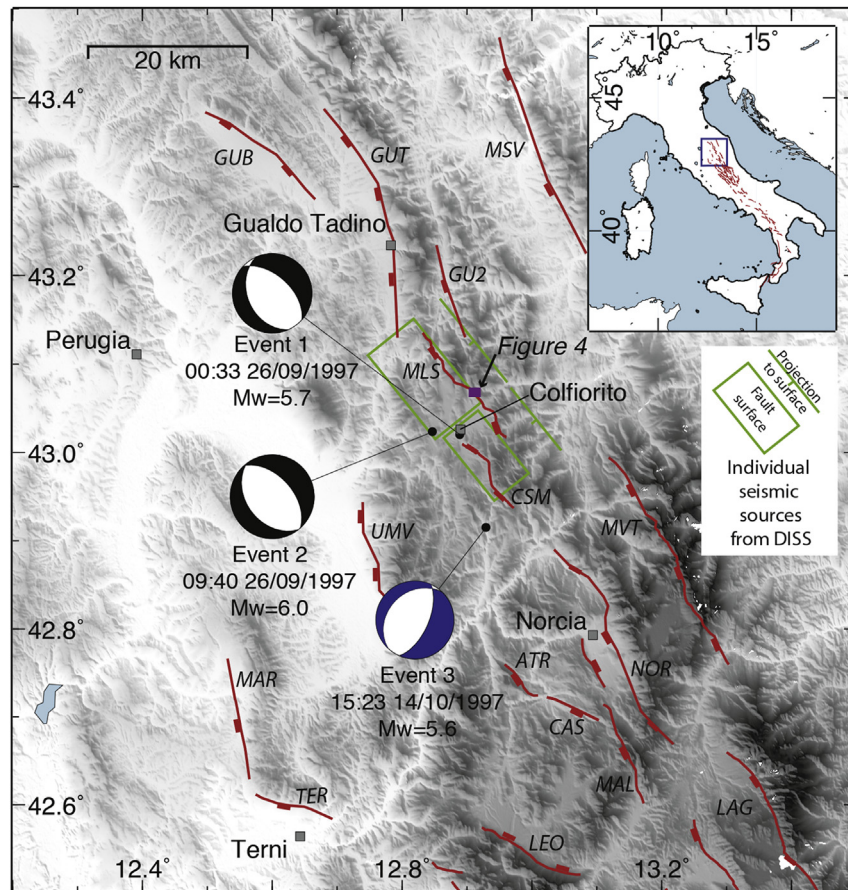 20 km
10°
15°
45°
40°
43.4°
43.2°
43.0°
42.8°
42.6°
12.4°
12.8°
13.2°
GUB
GUT
MSV
Gualdo Tadino
GU2
Perugia
Event 1
00:33 26/09/1997
Mw=5.7
MLS
Figure 4
Colfiorito
CSM
Event 2
09:40 26/09/1997
Mw=6.0
UMV
MVT
Projection
to surface
Fault
surface
Individual
seismic
sources
from DISS
Norcia
Event 3
15:23 14/10/1997
Mw=5.6
ATR
NOR
CAS
MAR
MAL
TER
LAG
Terni
LEO